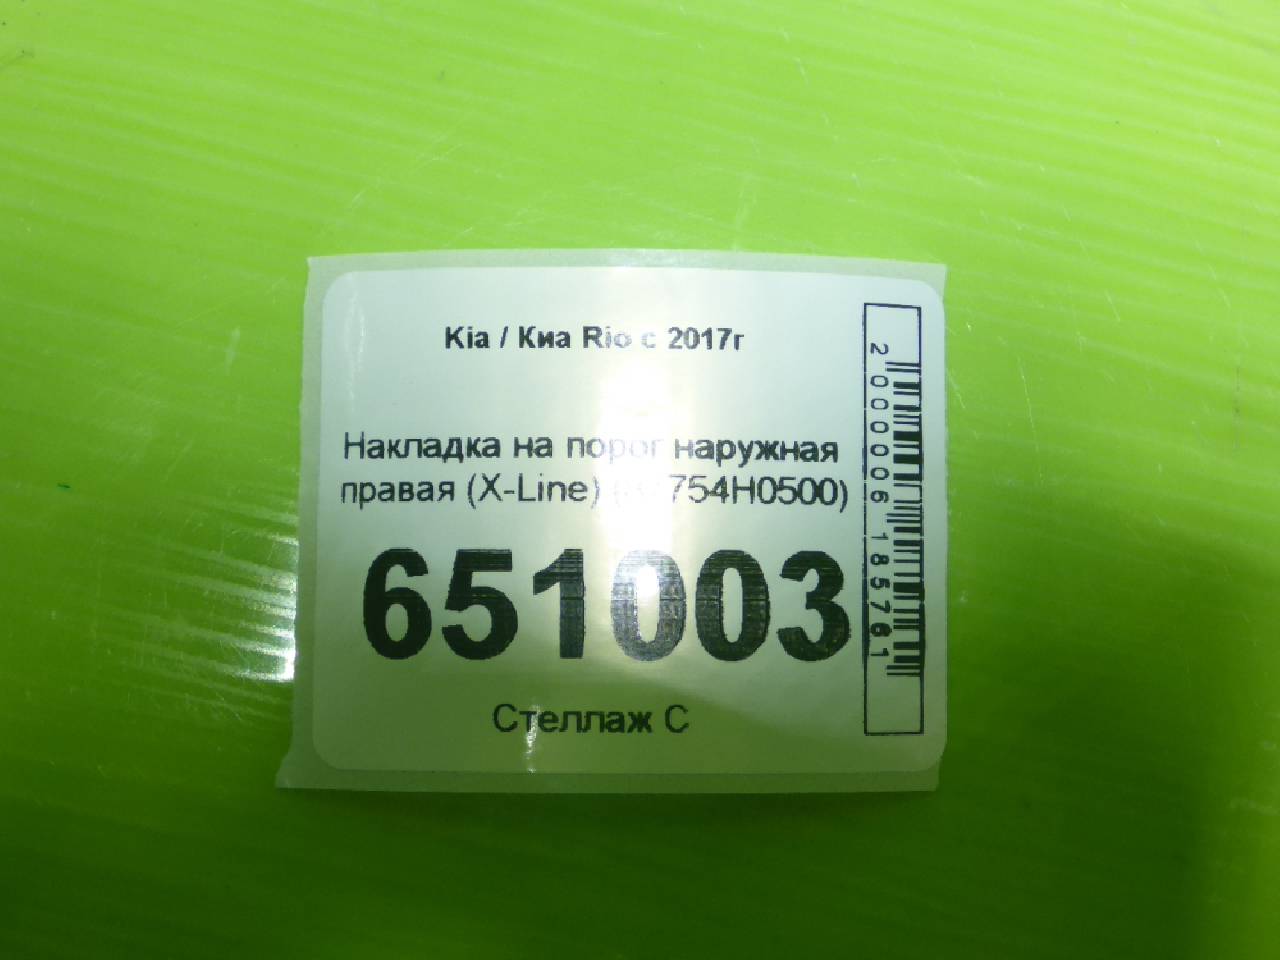 Kia / Киа Rio с 2017г
Накладка на порог наружная
правая (X-Line)
651003
Стеллаж С
2000006185761